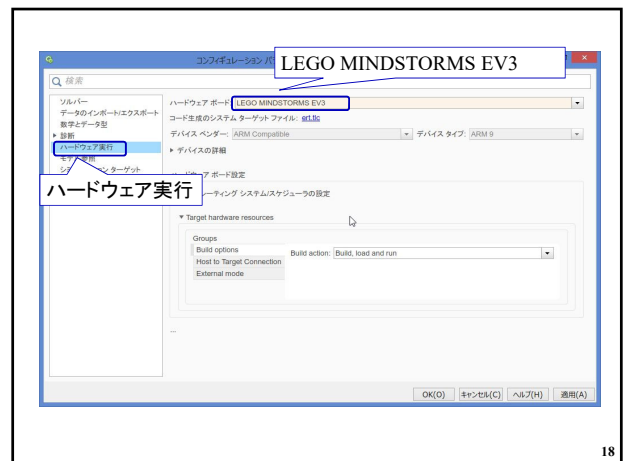 コンフィギュレーション パ
LEGO MINDSTORMS EV3
検索
ソルバー
データのインポート/エクスポート
数学とデータ型
診断
ハードウェア実行
ハードウェア実行
ハードウェア ボード: LEGO MINDSTORMS EV3
コード生成のシステム ターゲット ファイル: ert.tlc
デバイス ベンダー: ARM Compatible デバイス タイプ: ARM 9
デバイスの詳細
ア ボード設定
ーティング システム/スケジューラの設定
Target hardware resources
Groups
Build options
Host to Target Connection
External mode
Build action: Build, load and run
...
OK(O) キャンセル(C) ヘルプ(H) 適用(A)
18